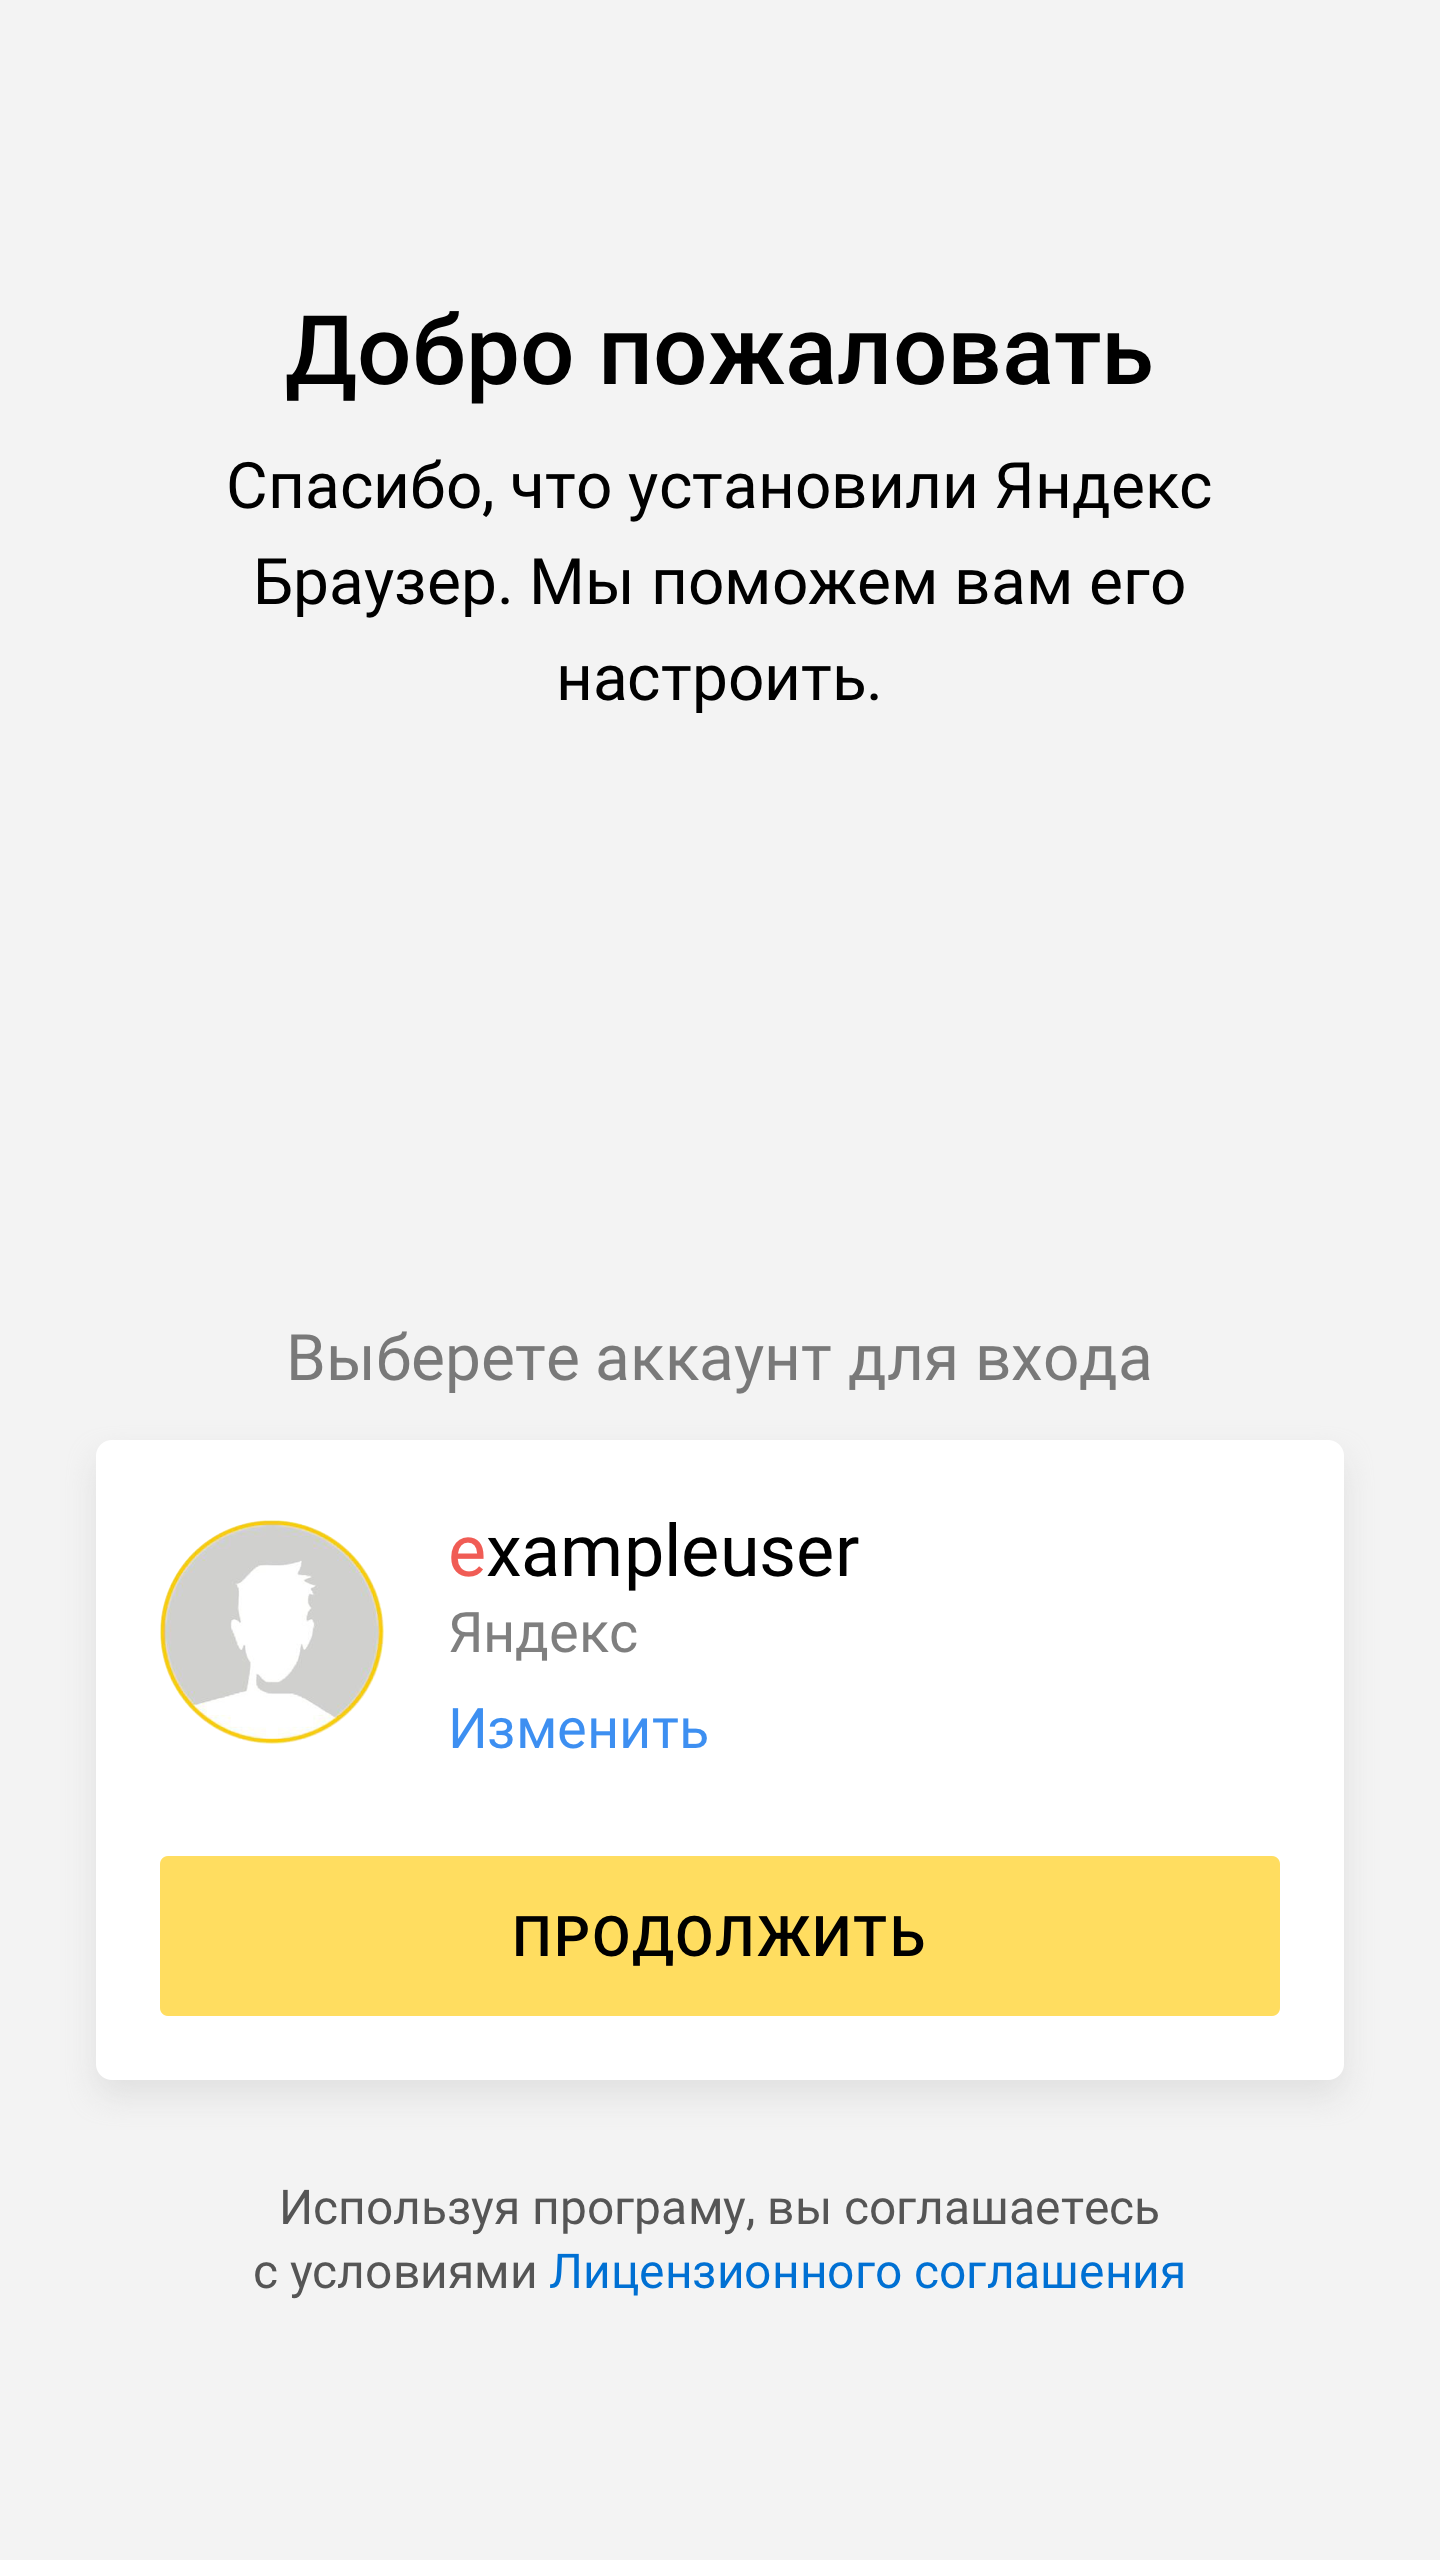 Добро пожаловать
Спасибо, что установили Яндекс
Браузер. Мы поможем вам его
настроить.
Выберете аккаунт для входа
exampleuser
Яндекс
Изменить
ПРОДОЛЖИТЬ
Используя програму, вы соглашаетесь
с условиями Лицензионного соглашения